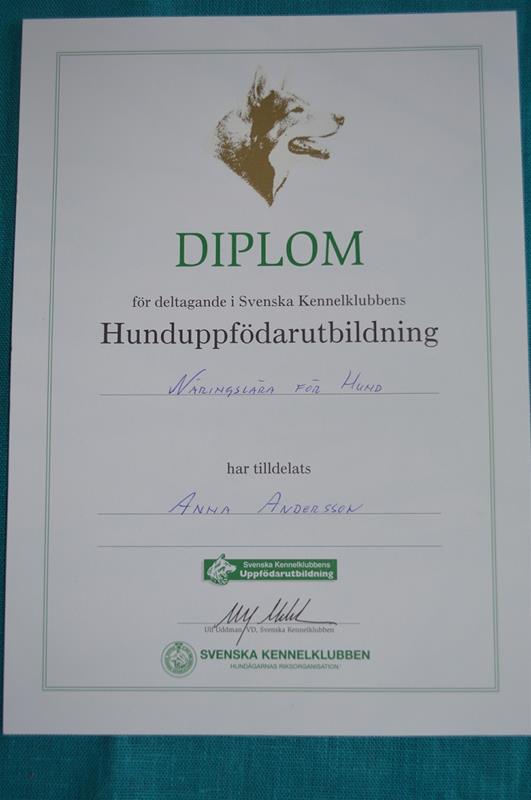 DIPLOM
för deltagande i Svenska Kennelklubbens
Hunduppfödarutbildning
Näringslära för Hund
har tilldelats
Anna Andersson
Svenska Kennelklubbens
Uppfödarutbildning
Ulf Uddman, VD, Svenska Kennelklubben
SVENSKA KENNELKLUBBEN
HUNDÄGARNAS RIKSORGANISATION